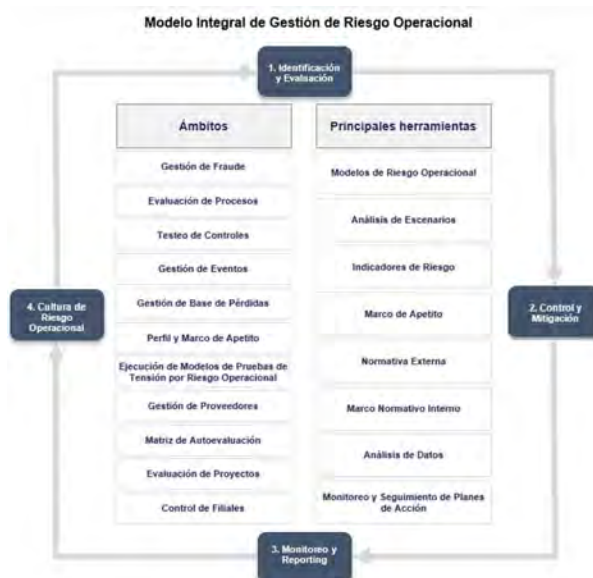 Modelo Integral de Gestión de Riesgo Operacional
1. Identificación
y Evaluación
Ámbitos
Gestión de Fraude
Evaluación de Procesos
Testeo de Controles
Gestión de Eventos
Gestión de Base de Pérdidas
Perfil y Marco de Apetito
Ejecución de Modelos de Pruebas de
Tensión por Riesgo Operacional
Gestión de Proveedores
Matriz de Autoevaluación
Evaluación de Proyectos
Control de Filiales
Principales herramientas
Modelos de Riesgo Operacional
Análisis de Escenarios
Indicadores de Riesgo
Marco de Apetito
Normativa Externa
Marco Normativo Interno
Análisis de Datos
Monitoreo y Seguimiento de Planes
de Acción
2. Control y
Mitigación
3. Monitoreo y
Reporting
4. Cultura de
Riesgo
Operacional